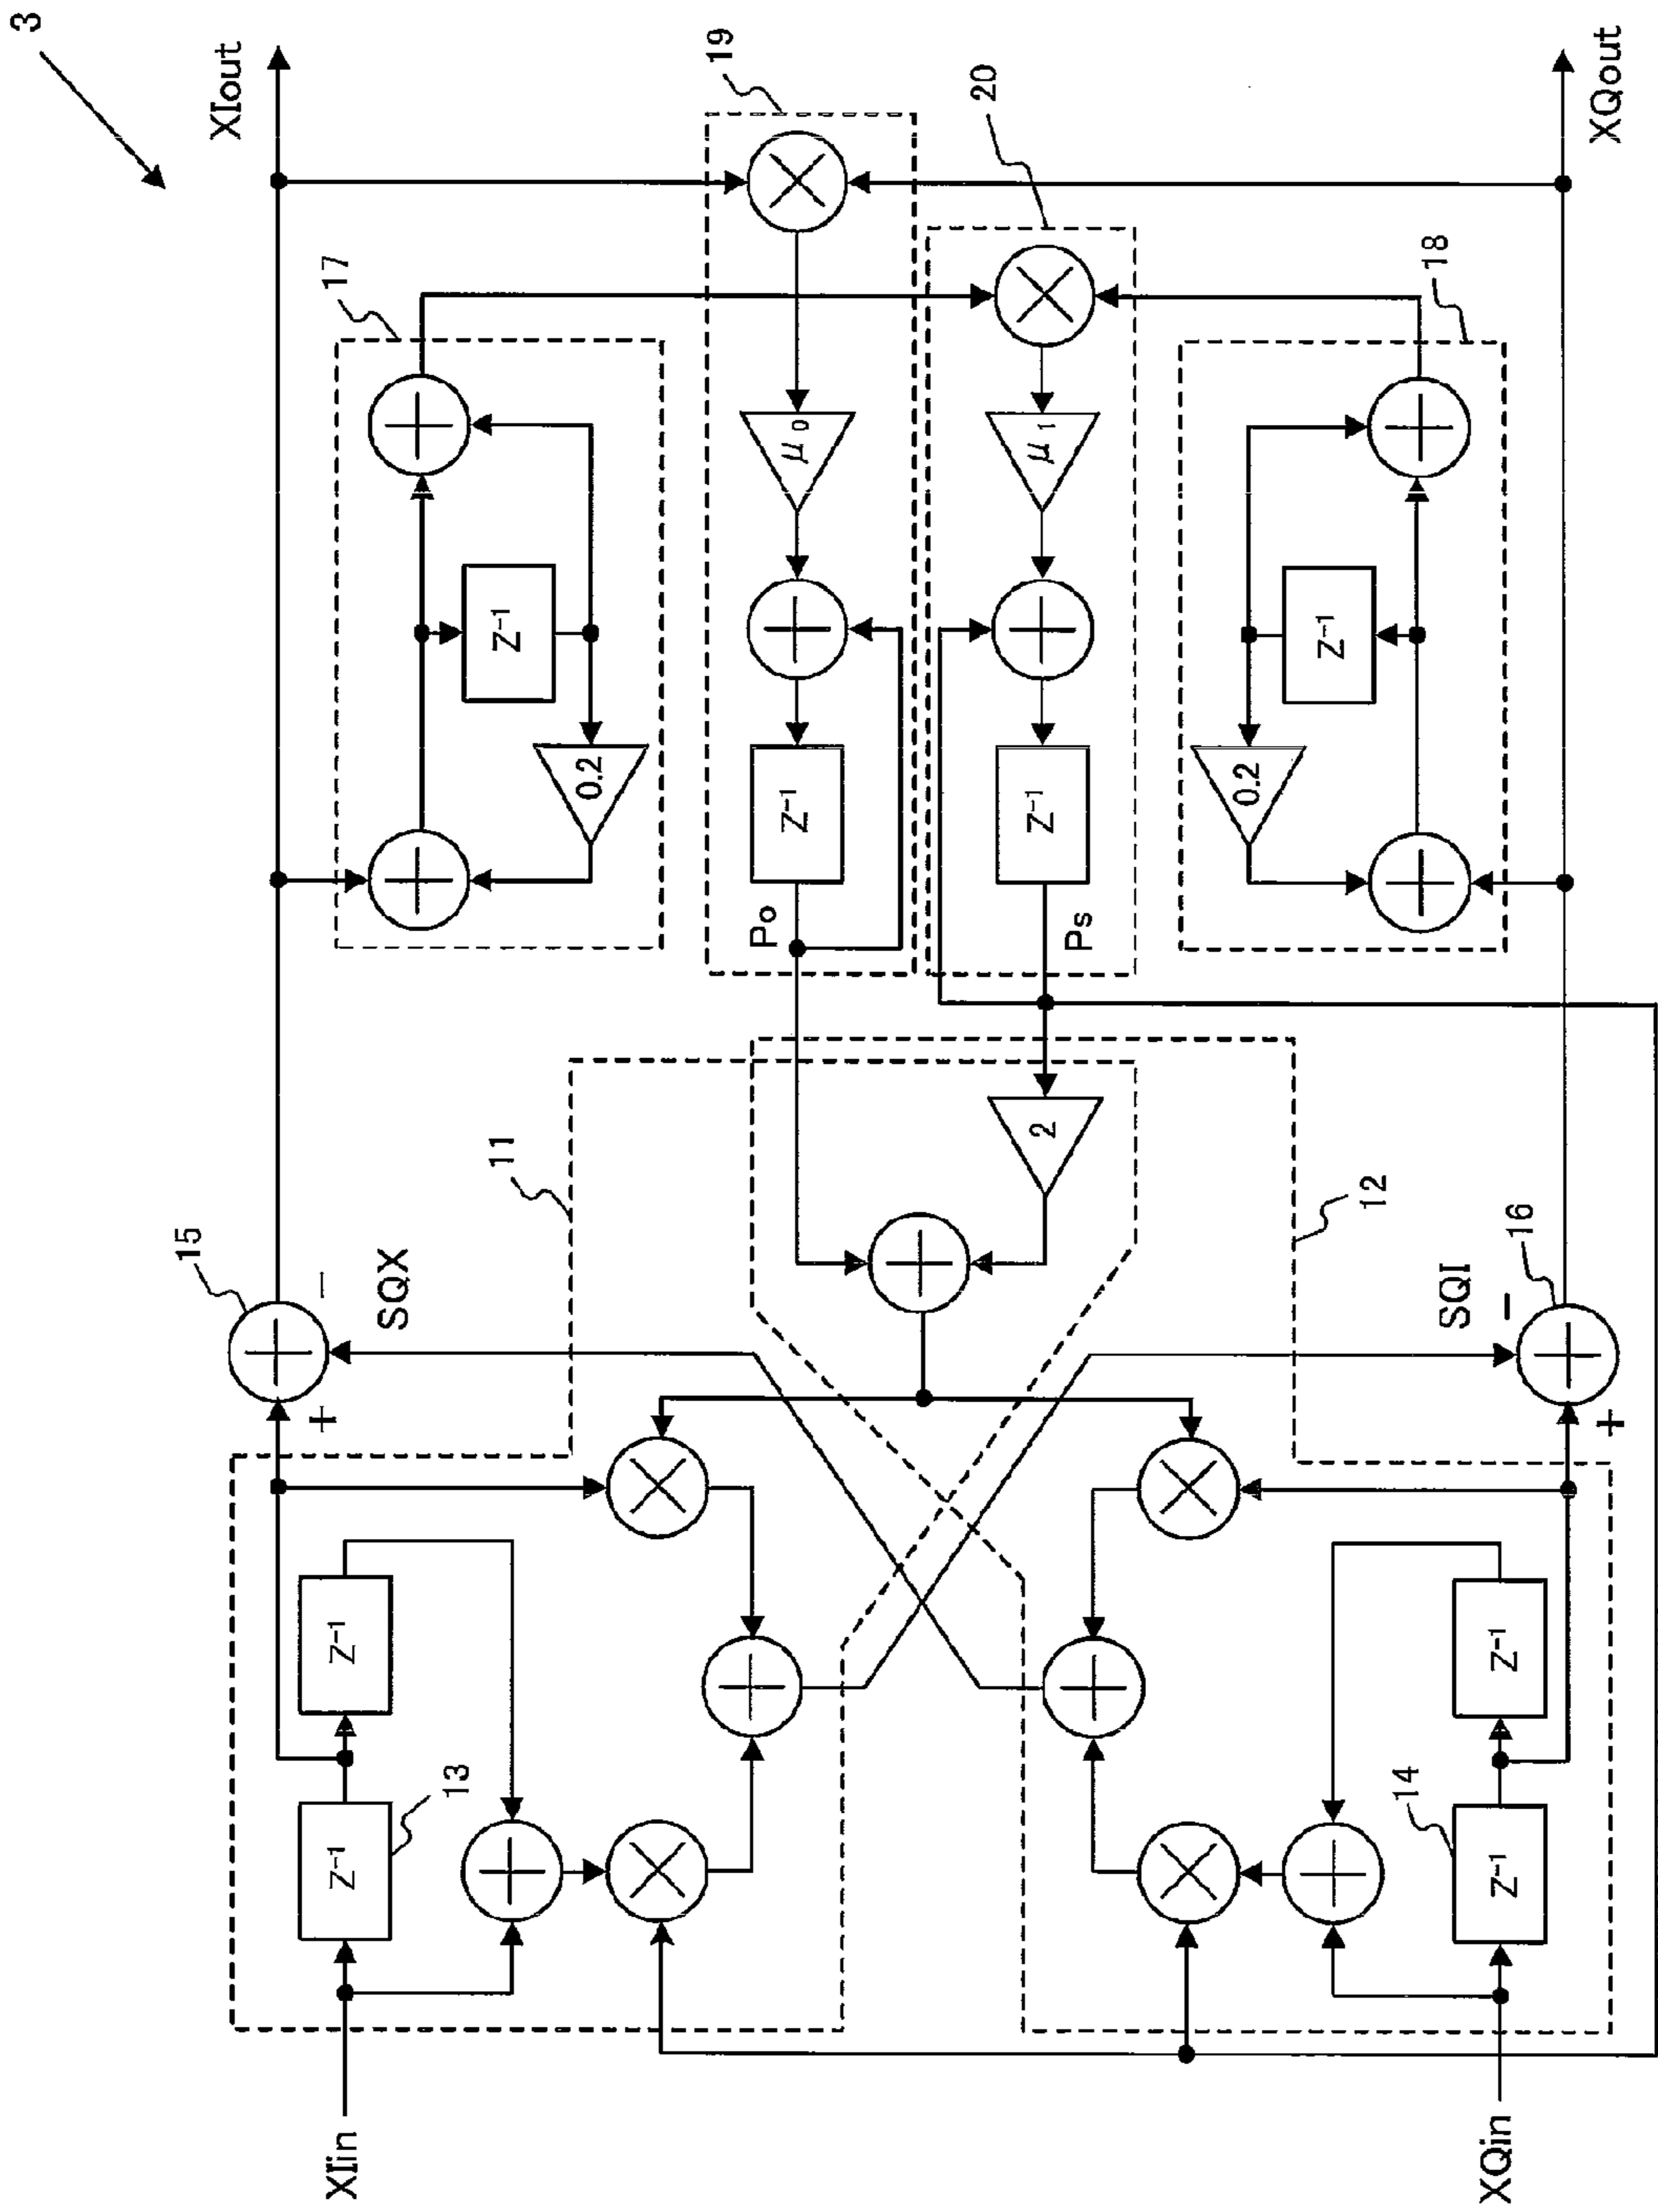 3
XIin
Z⁻¹
13
Z⁻¹
+
15
−
SQX
11
17
0.2
Z⁻¹
XIout
19
Po
Z⁻¹
μ₀
20
Ps
Z⁻¹
μ₁
2
12
SQI
−
16
+
18
0.2
Z⁻¹
XQin
Z⁻¹
14
Z⁻¹
XQout